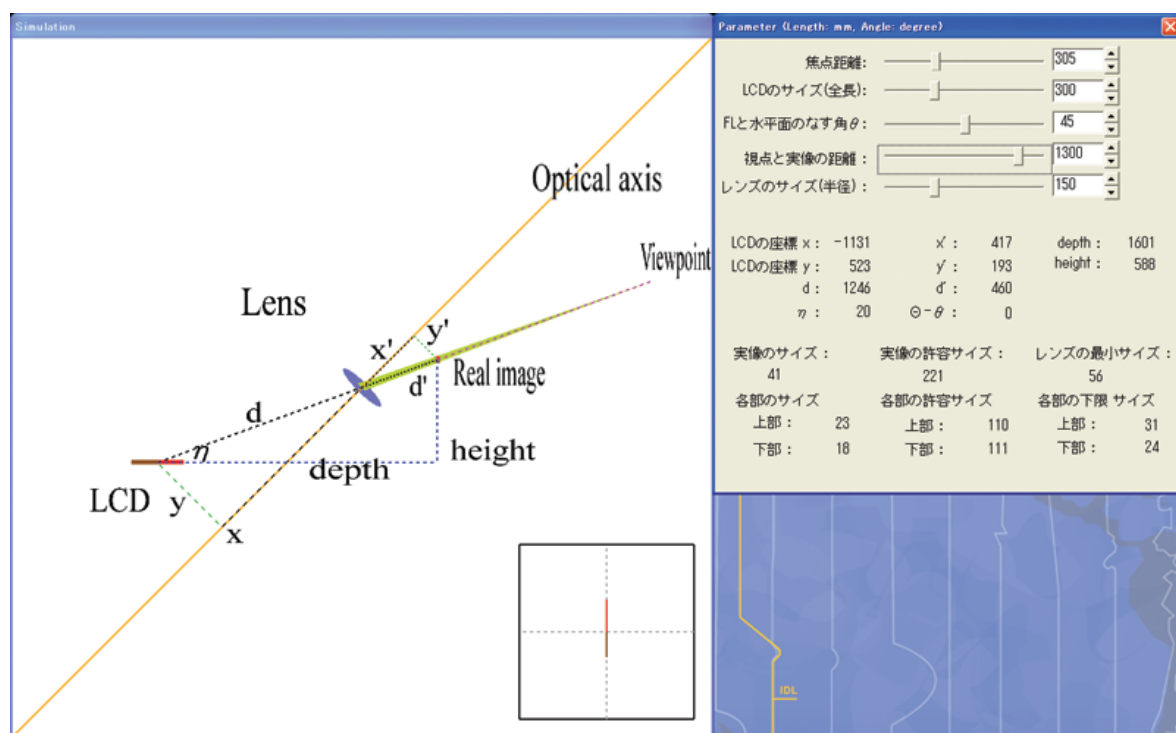 Simulation
Optical axis
Viewpoint
Lens
y'
x'
d'
Real image
d
η
depth
height
LCD
y
x
Parameter (Length: mm, Angle: degree)
焦点距離: 305
LCDのサイズ(全長): 300
FLと水平面のなす角θ: 45
視点と実像の距離: 1300
レンズのサイズ(半径): 150
LCDの座標 x: -1131 x': 417 depth: 1601
LCDの座標 y: 523 y': 193 height: 588
d: 1246 d': 460
η: 20 Θ-θ: 0
実像のサイズ: 実像の許容サイズ: レンズの最小サイズ:
41 221 56
各部のサイズ 各部の許容サイズ 各部の下限 サイズ
上部: 23 上部: 110 上部: 31
下部: 18 下部: 111 下部: 24
IDL